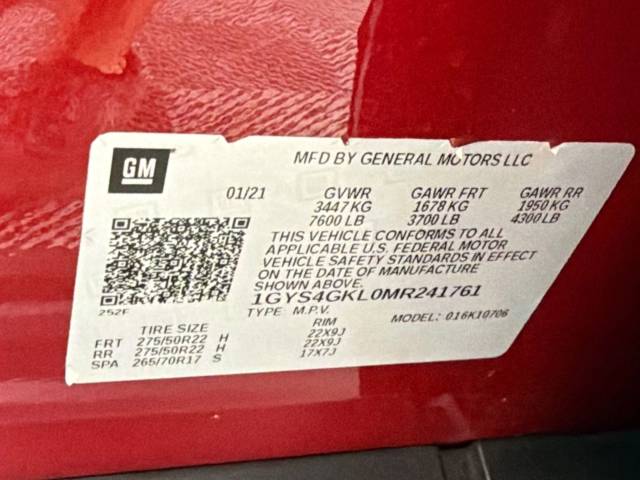 GM
MFD BY GENERAL MOTORS LLC
01/21 GVWR GAWR FRT GAWR RR
3447 KG 1678 KG 1950 KG
7600 LB 3700 LB 4300 LB
THIS VEHICLE CONFORMS TO ALL
APPLICABLE U.S. FEDERAL MOTOR
VEHICLE SAFETY STANDARDS IN EFFECT
ON THE DATE OF MANUFACTURE
SHOWN ABOVE.
1GYS4GKL0MR241761
252F
TYPE: M.P.V. MODEL: 016K10706
TIRE SIZE RIM
FRT 275/50R22 H 22X9J
RR 275/50R22 H 22X9J
SPA 265/70R17 S 17X7J